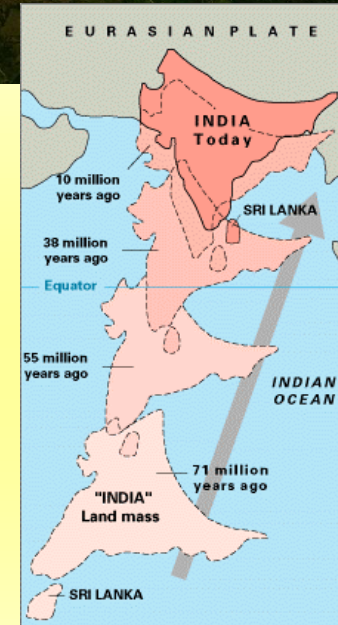 EURASIAN PLATE
INDIA
Today
10 million
years ago
SRI LANKA
38 million
years ago
Equator
55 million
years ago
INDIAN
OCEAN
71 million
years ago
"INDIA"
Land mass
SRI LANKA